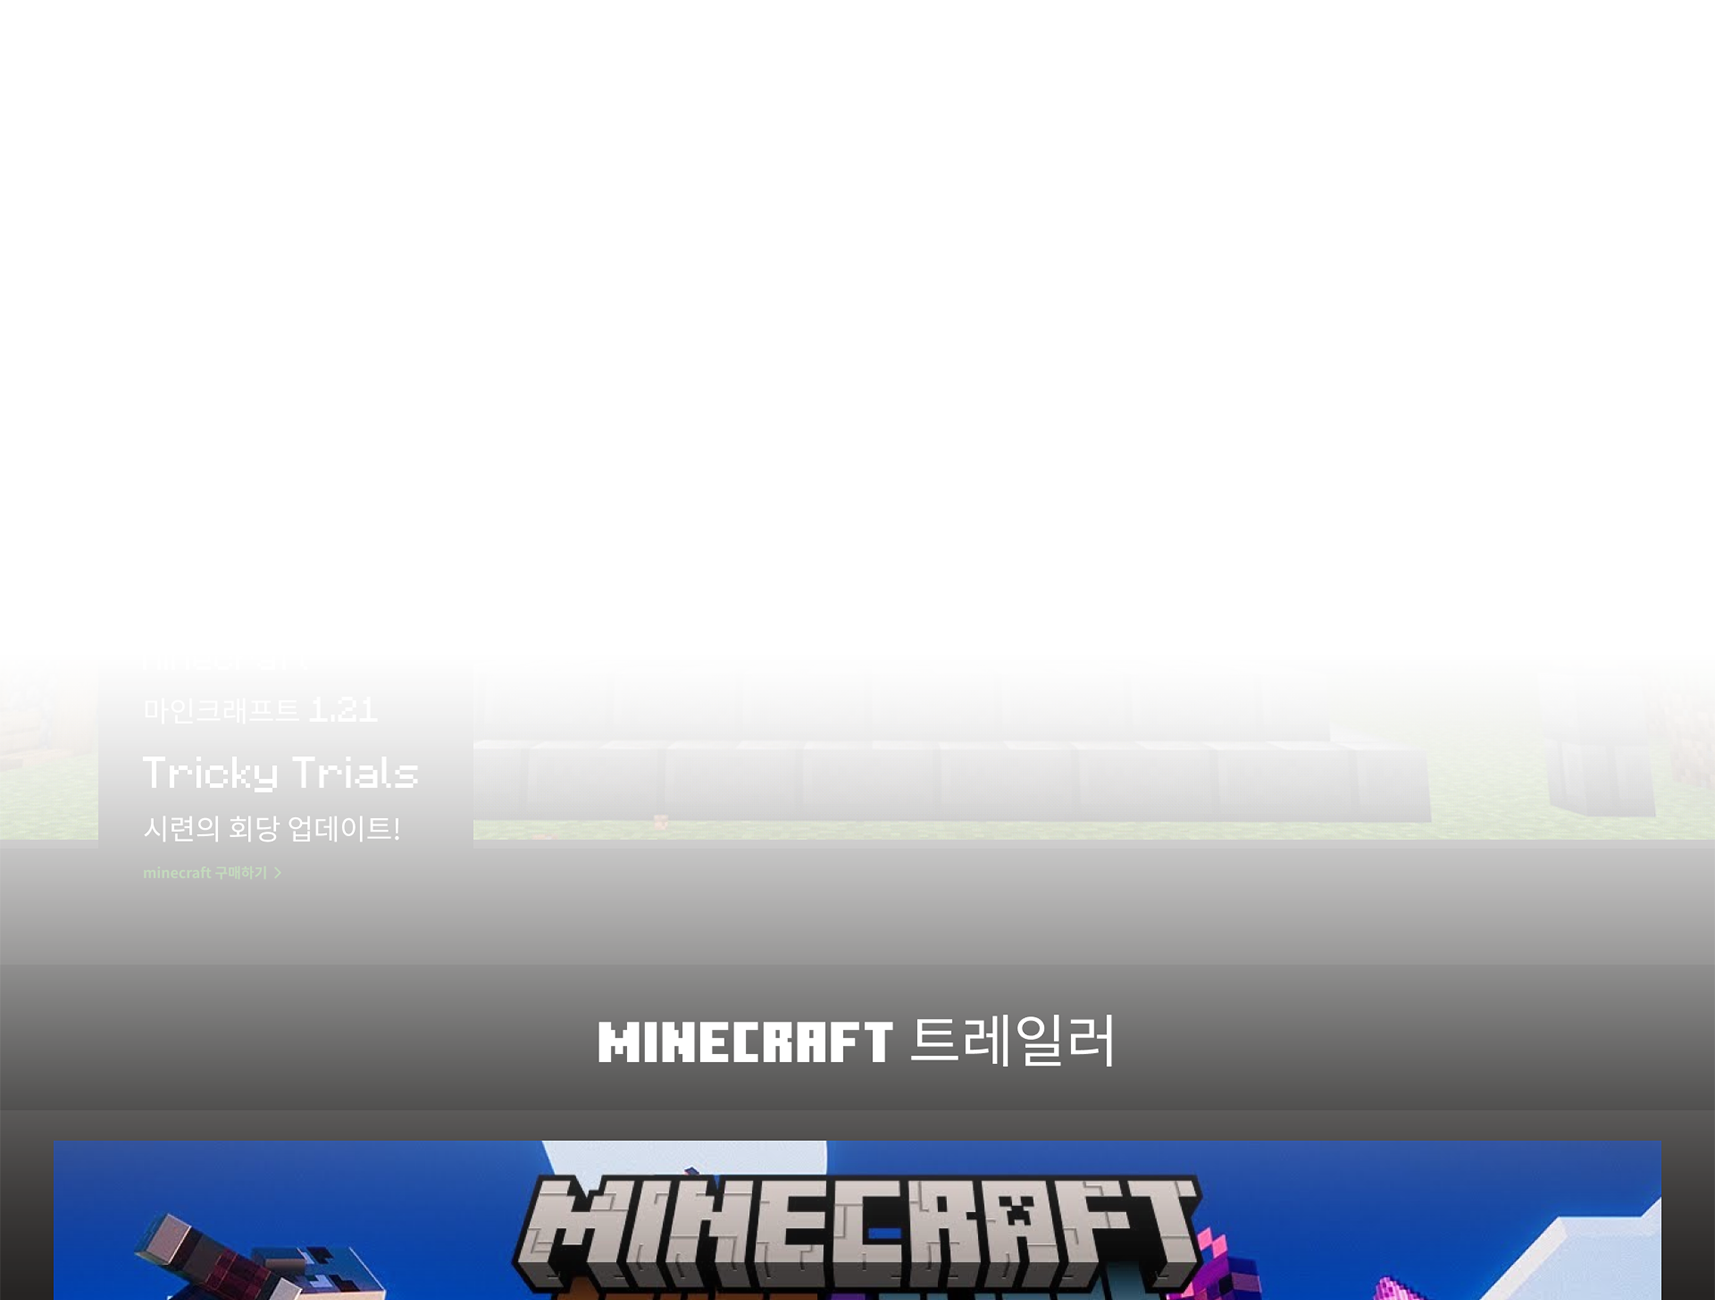 마인크래프트 1.21
Tricky Trials
시련의 회당 업데이트!
minecraft 구매하기 >
MINECRAFT 트레일러
MINECRAFT